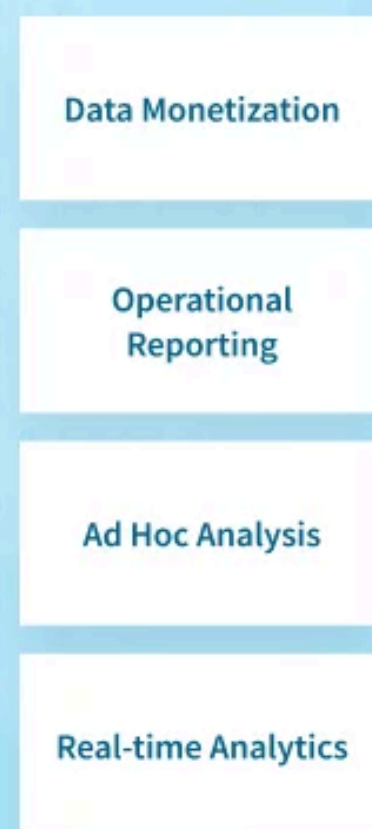 Data Monetization
Operational
Reporting
Ad Hoc Analysis
Real-time Analytics